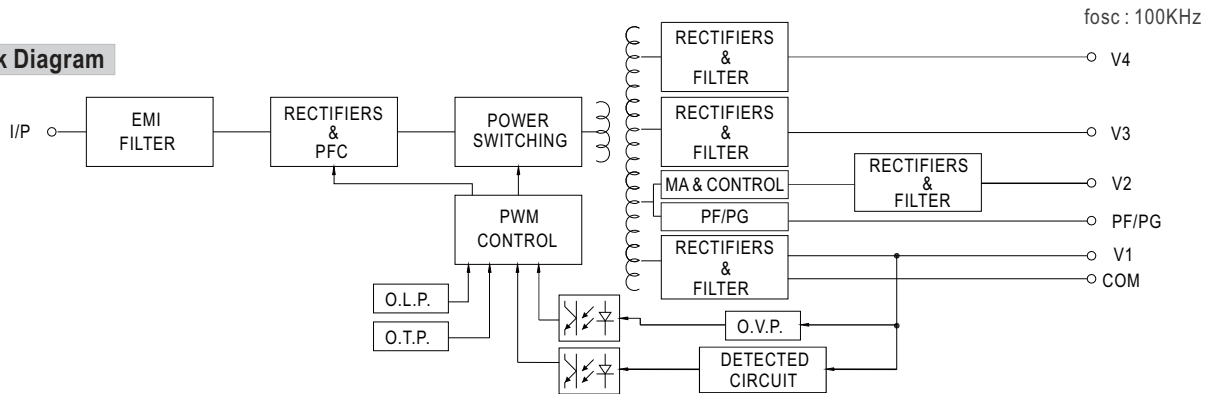 fosc : 100KHz
k Diagram
I/P
EMI
FILTER
RECTIFIERS
&
PFC
POWER
SWITCHING
PWM
CONTROL
O.L.P.
O.T.P.
RECTIFIERS
&
FILTER
V4
RECTIFIERS
&
FILTER
V3
MA & CONTROL
RECTIFIERS
&
FILTER
V2
PF/PG
PF/PG
RECTIFIERS
&
FILTER
V1
COM
O.V.P.
DETECTED
CIRCUIT